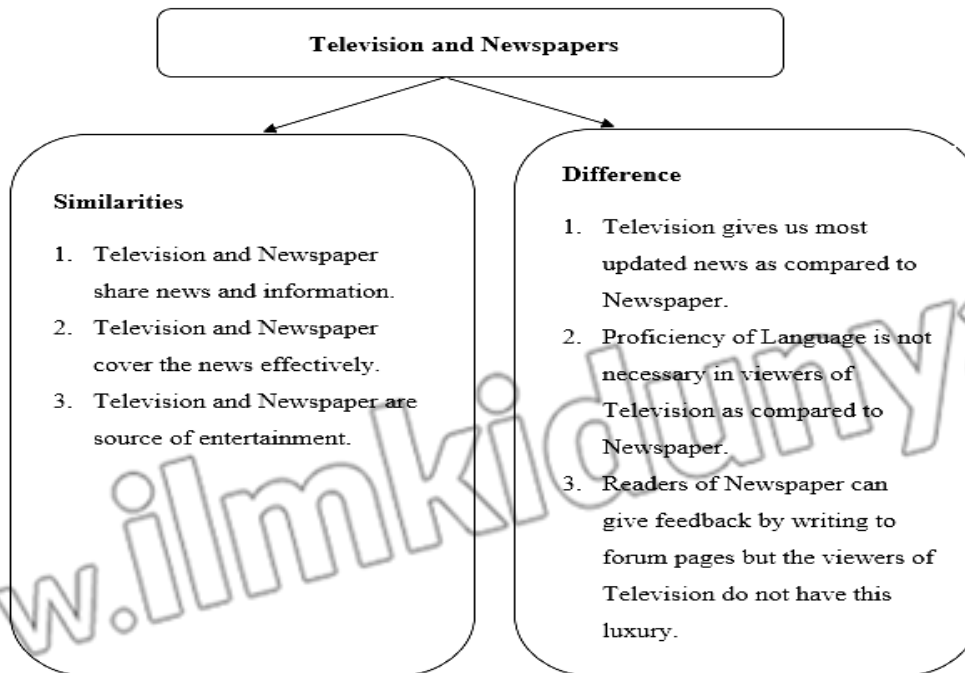 Television and Newspapers
Similarities
1. Television and Newspaper
share news and information.
2. Television and Newspaper
cover the news effectively.
3. Television and Newspaper are
source of entertainment.
Difference
1. Television gives us most
updated news as compared to
Newspaper.
2. Proficiency of Language is not
necessary in viewers of
Television as compared to
Newspaper.
3. Readers of Newspaper can
give feedback by writing to
forum pages but the viewers of
Television do not have this
luxury.
w.ilmkiduny